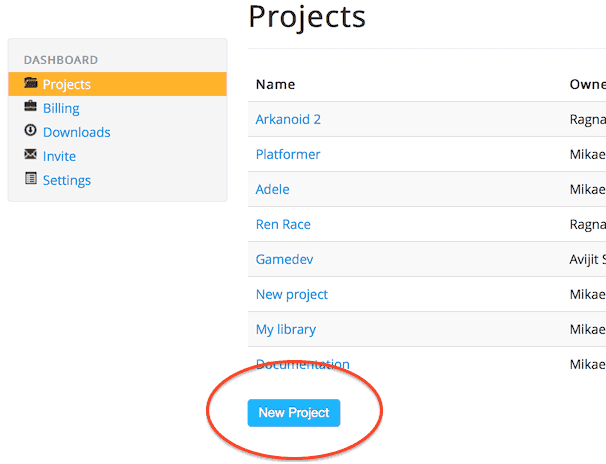 Projects
DASHBOARD
Projects
Billing
Downloads
Invite
Settings
Name Owne
Arkanoid 2 Ragna
Platformer Mikae
Adele Mikae
Ren Race Ragna
Gamedev Avijit S
New project Mikae
My library Mikae
Documentation Mikae
New Project